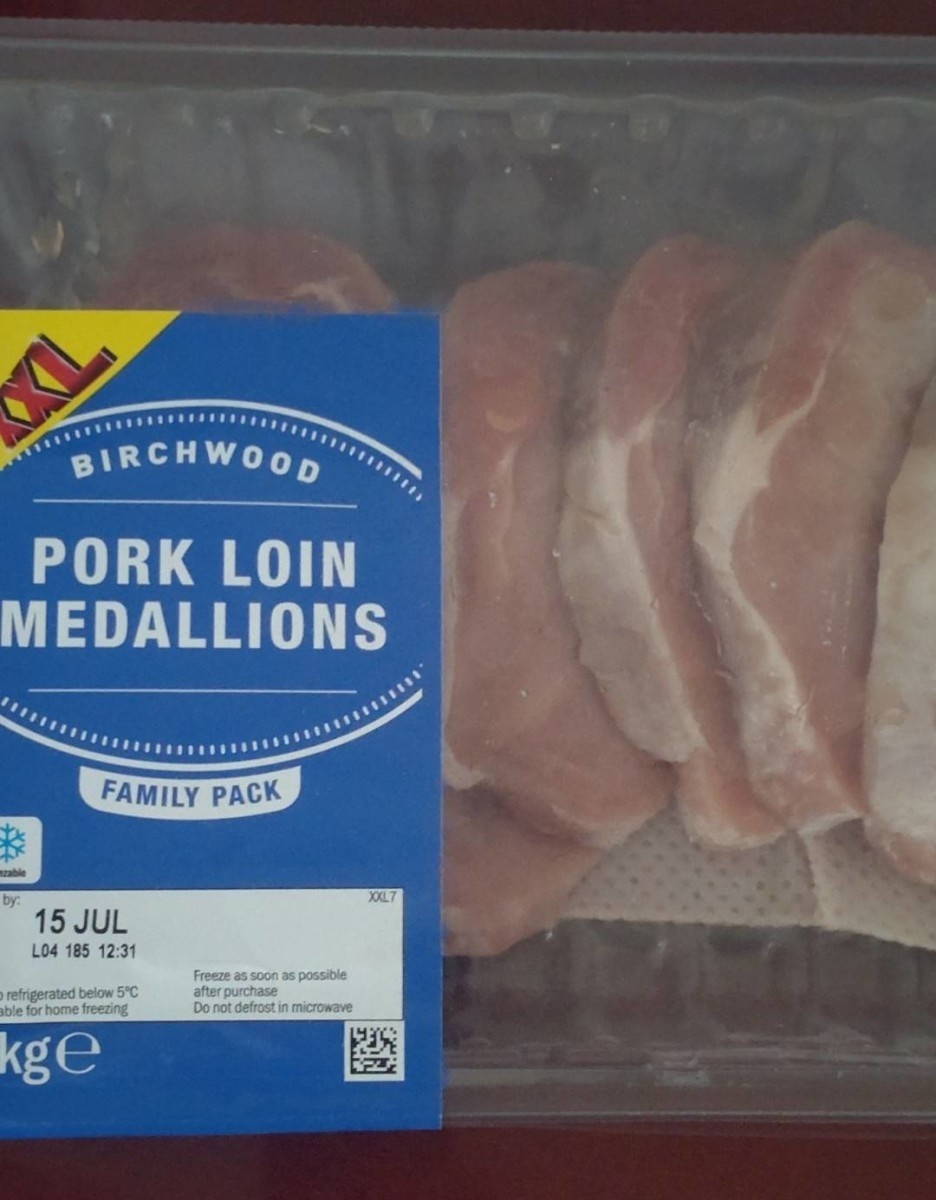 XXL
BIRCHWOOD
PORK LOIN
MEDALLIONS
FAMILY PACK
by:
XXL7
15 JUL
L04 185 12:31
refrigerated below 5°C
able for home freezing
Freeze as soon as possible
after purchase
Do not defrost in microwave
kg℮